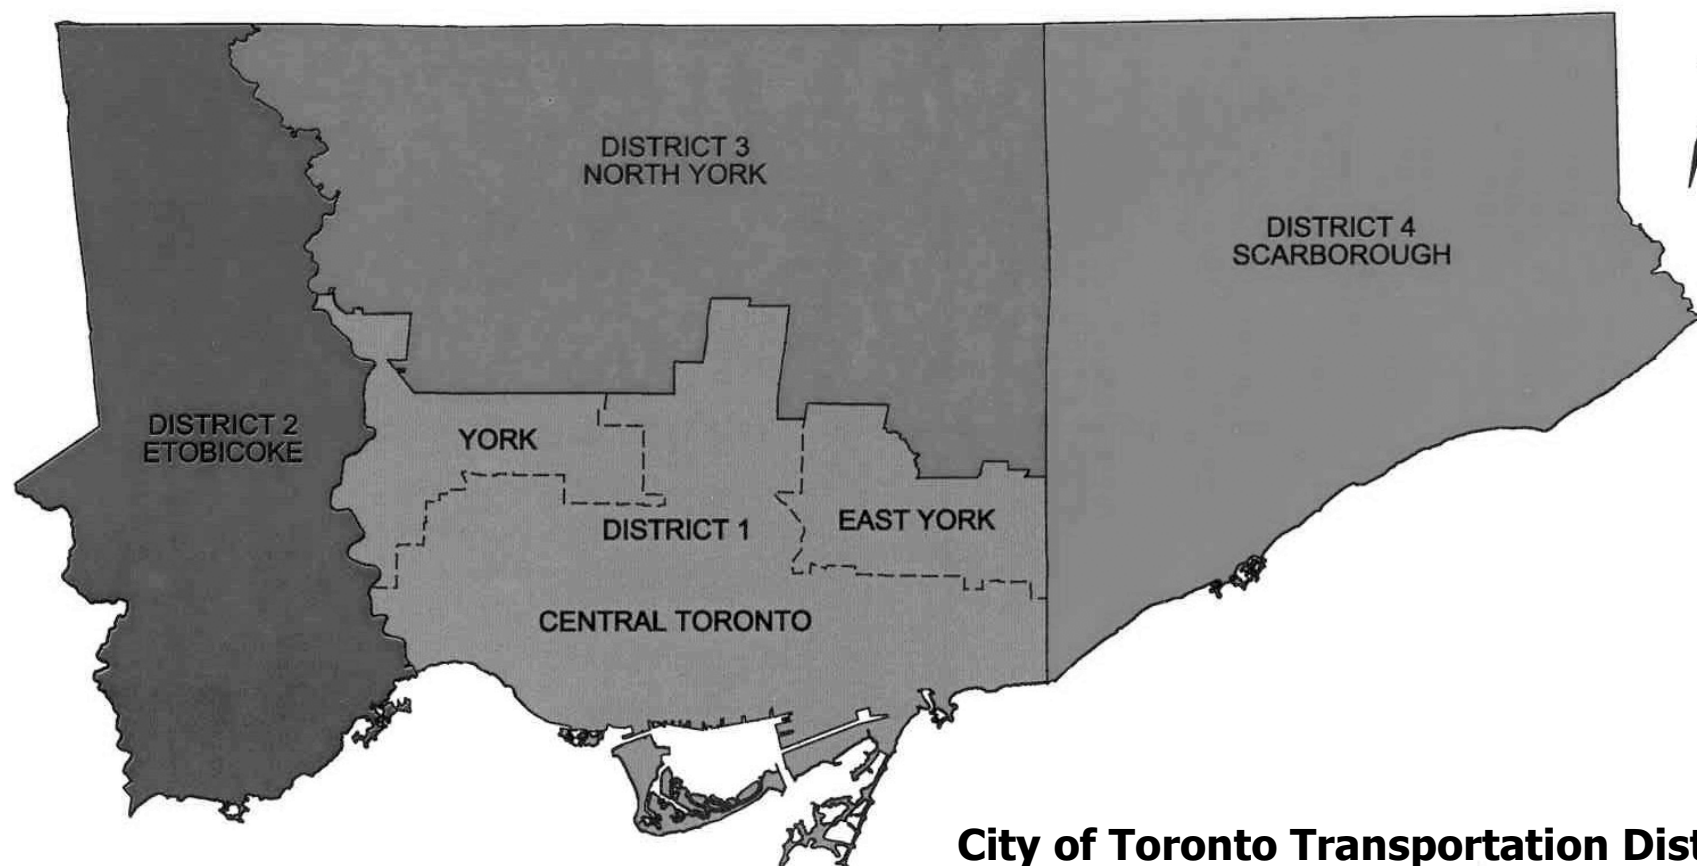 DISTRICT 3
NORTH YORK
DISTRICT 4
SCARBOROUGH
DISTRICT 2
ETOBICOKE
YORK
DISTRICT 1
EAST YORK
CENTRAL TORONTO
City of Toronto Transportation Dist